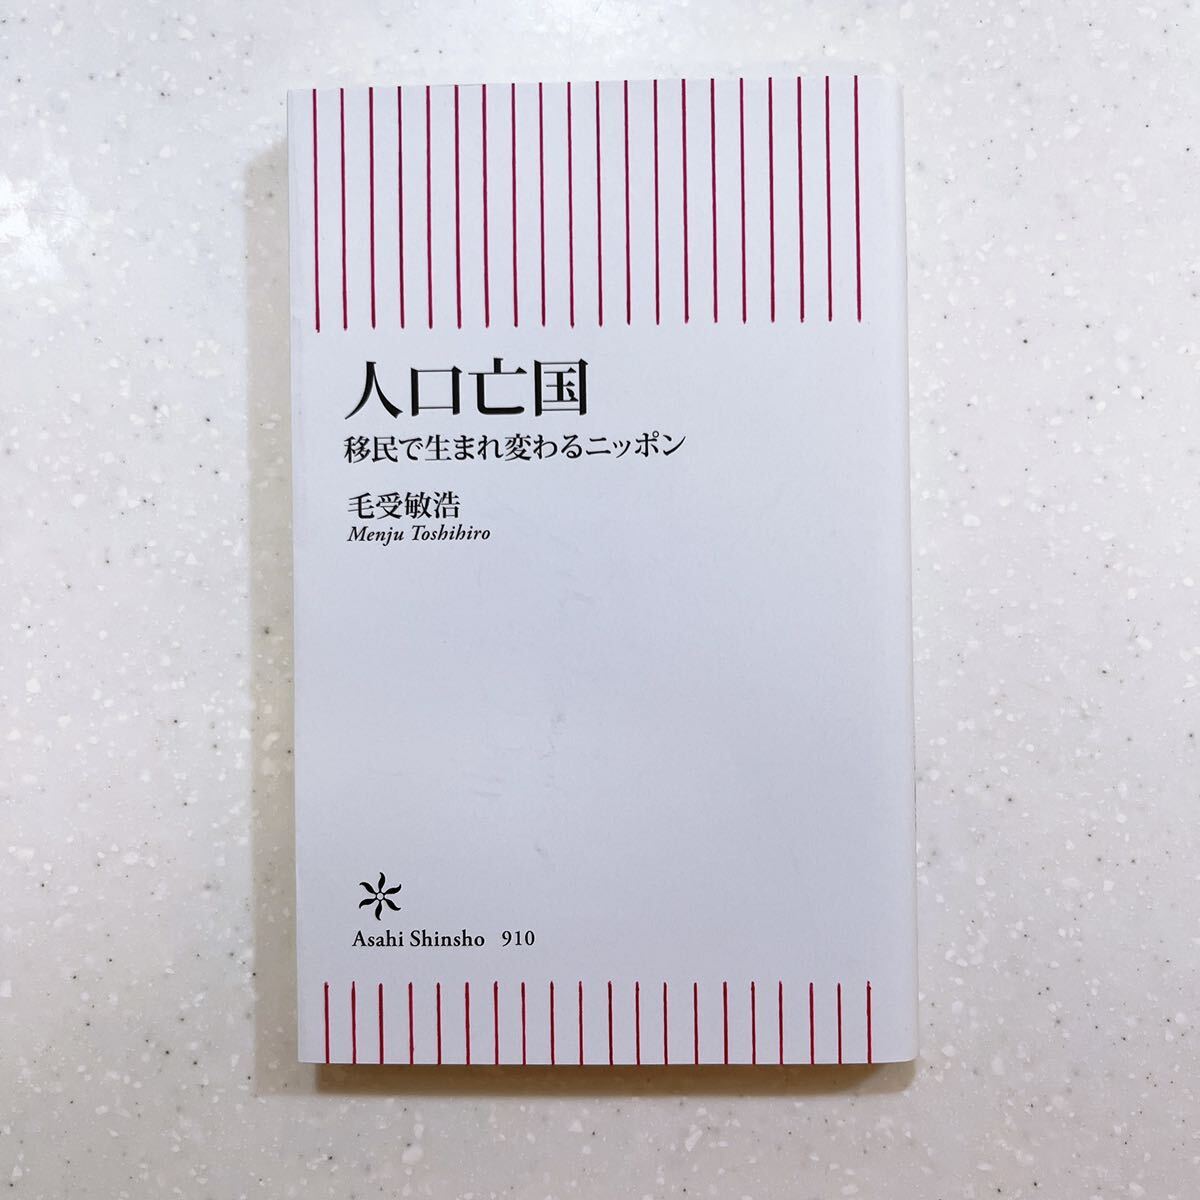 人口亡国
移民で生まれ変わるニッポン
毛受敏浩
Menju Toshihiro
Asahi Shinsho 910